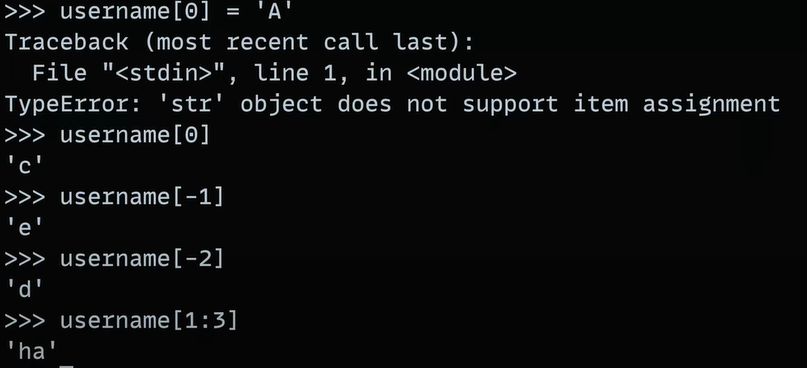 >>> username[0] = 'A'
Traceback (most recent call last):
  File "<stdin>", line 1, in <module>
TypeError: 'str' object does not support item assignment
>>> username[0]
'c'
>>> username[-1]
'e'
>>> username[-2]
'd'
>>> username[1:3]
'ha'